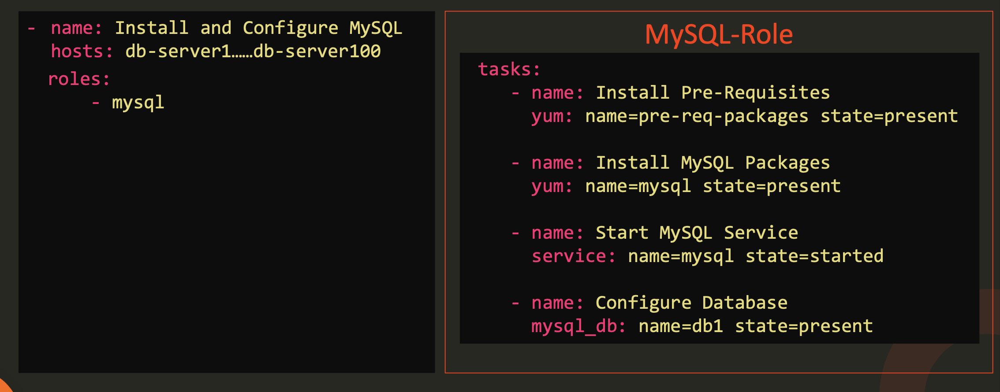 - name: Install and Configure MySQL
hosts: db-server1……db-server100
roles:
- mysql
MySQL-Role
tasks:
- name: Install Pre-Requisites
yum: name=pre-req-packages state=present
- name: Install MySQL Packages
yum: name=mysql state=present
- name: Start MySQL Service
service: name=mysql state=started
- name: Configure Database
mysql_db: name=db1 state=present